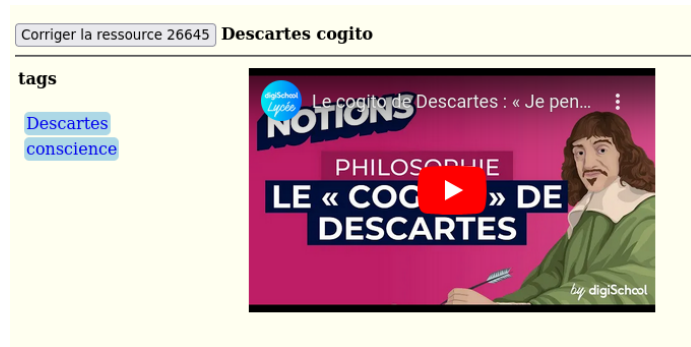 Corriger la ressource 26645 Descartes cogito
tags
Descartes
conscience
digiSchool
Lycée
Le cogito de Descartes : « Je pen...
NOTIONS
PHILOSOPHIE
LE « COG » DE
DESCARTES
by digiSchool